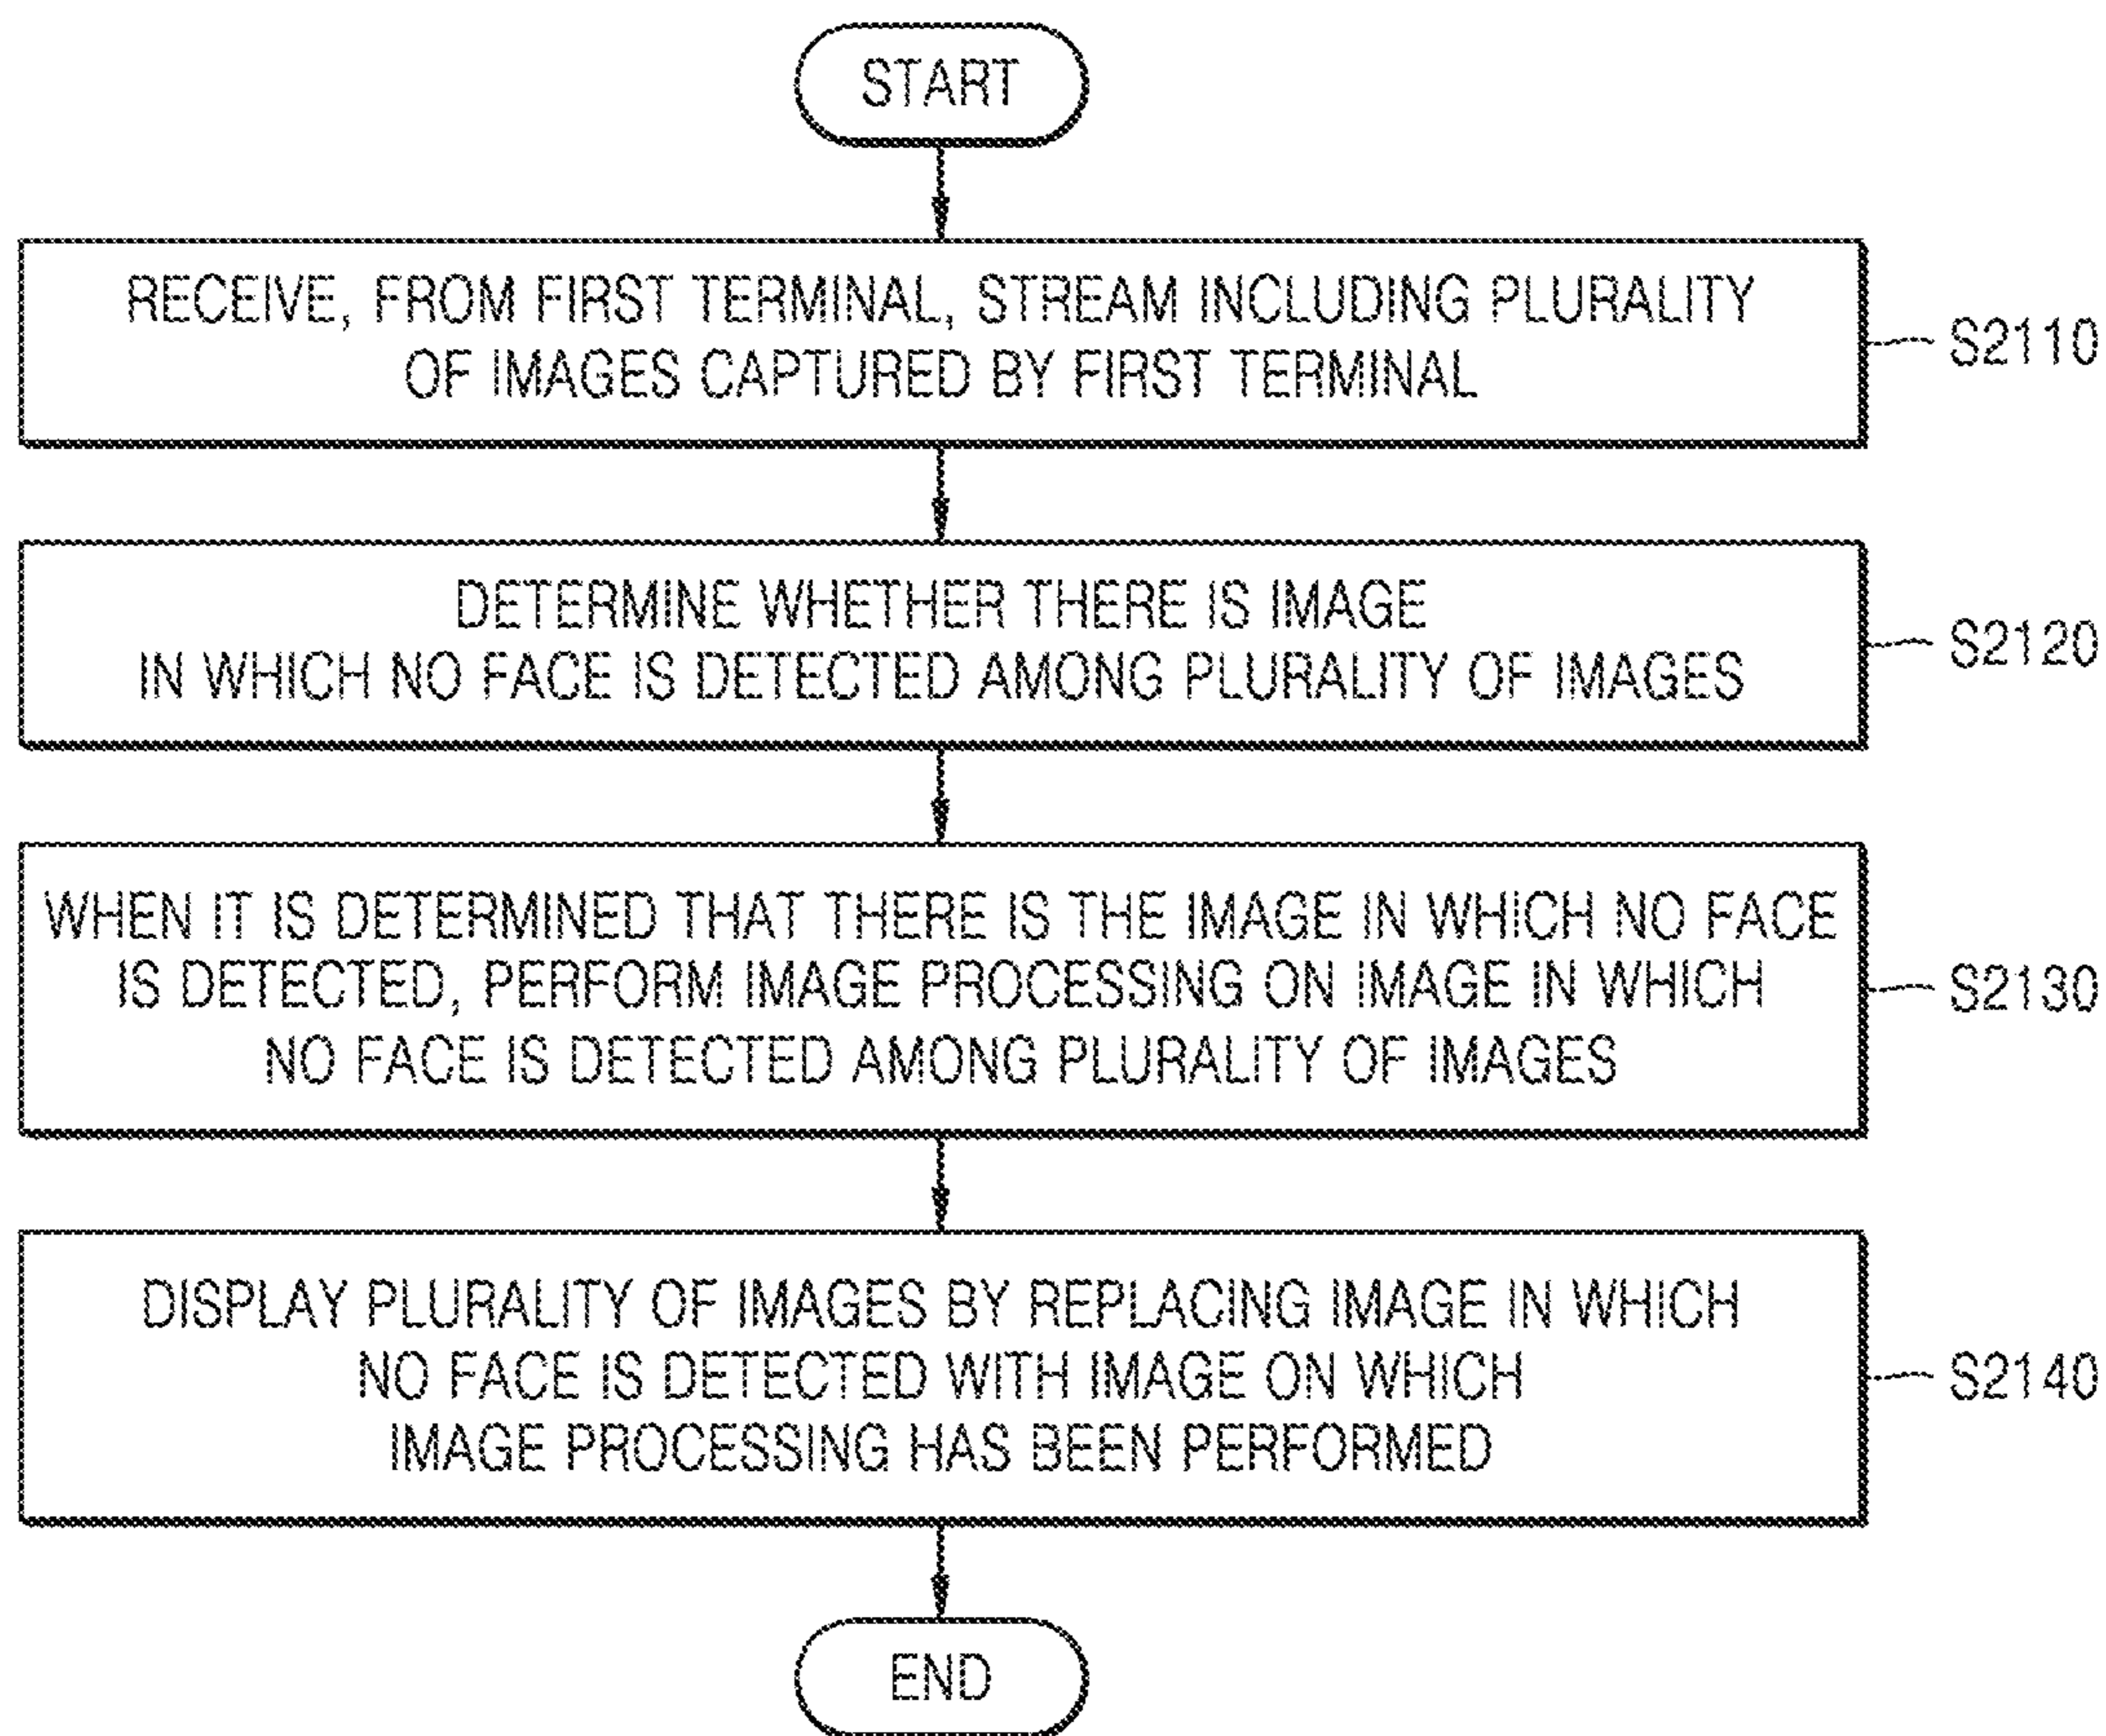 START
RECEIVE, FROM FIRST TERMINAL, STREAM INCLUDING PLURALITY
OF IMAGES CAPTURED BY FIRST TERMINAL
S2110
DETERMINE WHETHER THERE IS IMAGE
IN WHICH NO FACE IS DETECTED AMONG PLURALITY OF IMAGES
S2120
WHEN IT IS DETERMINED THAT THERE IS THE IMAGE IN WHICH NO FACE
IS DETECTED, PERFORM IMAGE PROCESSING ON IMAGE IN WHICH
NO FACE IS DETECTED AMONG PLURALITY OF IMAGES
S2130
DISPLAY PLURALITY OF IMAGES BY REPLACING IMAGE IN WHICH
NO FACE IS DETECTED WITH IMAGE ON WHICH
IMAGE PROCESSING HAS BEEN PERFORMED
S2140
END